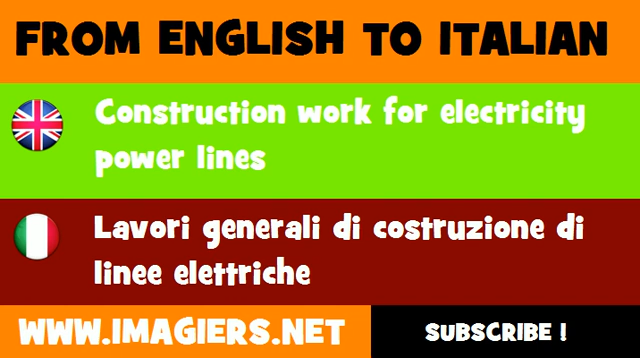 FROM ENGLISH TO ITALIAN
Construction work for electricity
power lines
Lavori generali di costruzione di
linee elettriche
WWW.IMAGIERS.NET
SUBSCRIBE !